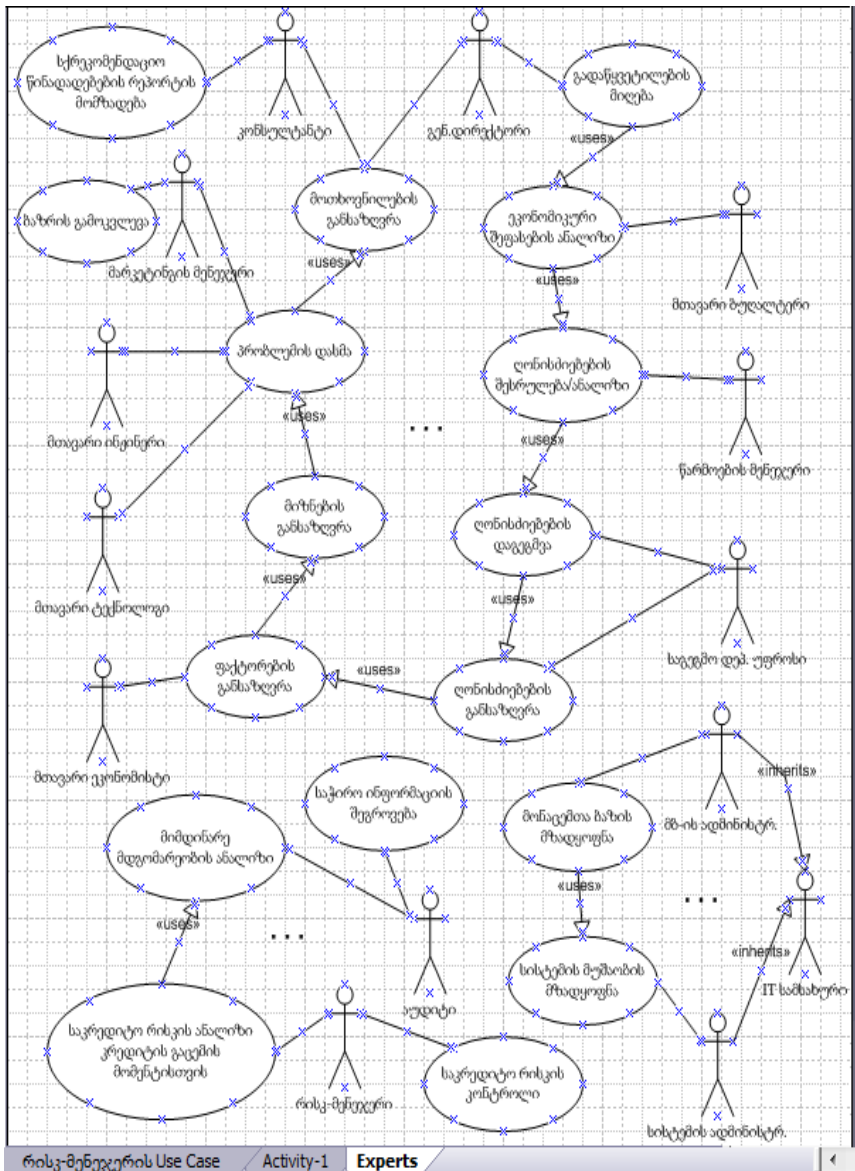 სქრეკომენდაციო
წინადადებების რეპორტის
მომზადება
კონსულტანტი
გენ.დირექტორი
გადაწყვეტილების
მიღება
«uses»
ბაზრის გამოკვლევა
მარკეტინგის მენეჯერი
მოთხოვნილების
განსაზღვრა
«uses»
ეკონომიკური
შეფასების ანალიზი
მთავარი ბუღალტერი
«uses»
პრობლემის დასმა
მთავარი ინჟინერი
«uses»
...
ღონისძიებების
შესრულება/ანალიზი
წარმოების მენეჯერი
«uses»
მიზნების
განსაზღვრა
მთავარი ტექნოლოგი
«uses»
ღონისძიებების
დაგეგმვა
«uses»
საგეგმო დეპ. უფროსი
ფაქტორების
განსაზღვრა
«uses»
ღონისძიებების
განსაზღვრა
მთავარი ეკონომისტი
საჭირო ინფორმაციის
შეგროვება
მიმდინარე
მდგომარეობის ანალიზი
«uses»
...
აუდიტი
მონაცემთა ბაზის
მზადყოფნა
მბ-ის ადმინისტრ.
«inherits»
«uses»
...
სისტემის მუშაობის
მზადყოფნა
«inherits»
IT სამსახური
საკრედიტო რისკის ანალიზი
კრედიტის გაცემის
მომენტისთვის
რისკ-მენეჯერი
საკრედიტო რისკის
კონტროლი
სისტემის ადმინისტრ.
რისკ-მენეჯერის Use Case
Activity-1
Experts